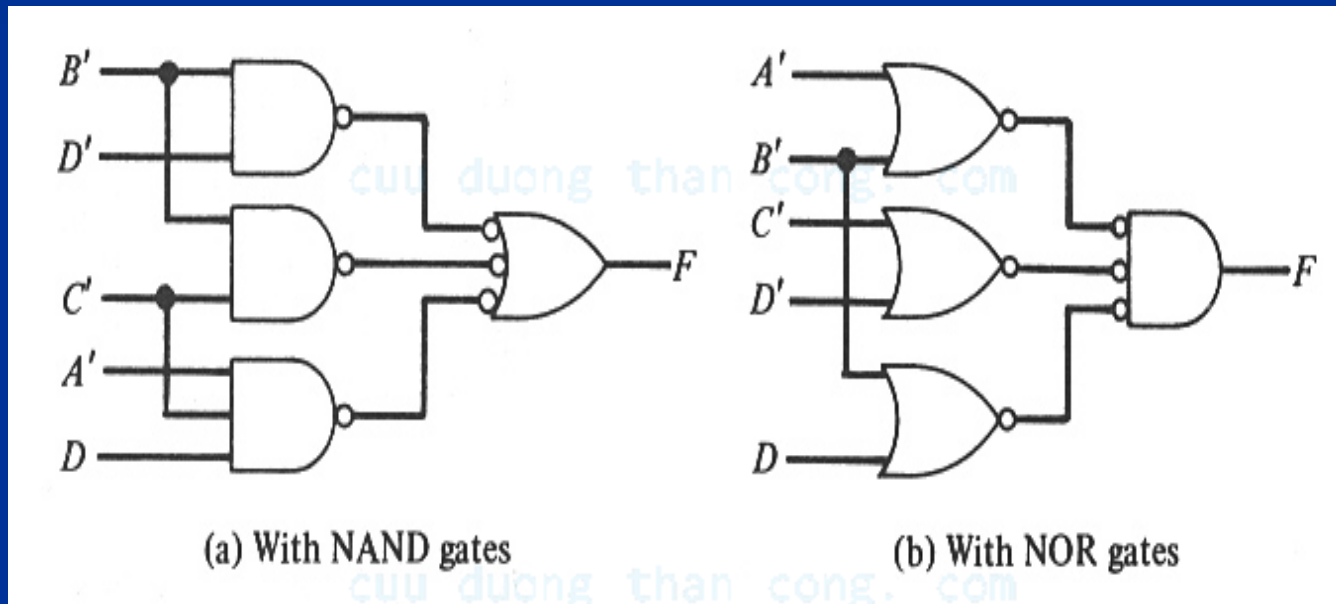 B'
D'
C'
A'
D
F
(a) With NAND gates
A'
B'
C'
D'
D
F
(b) With NOR gates
cuu duong than cong. com
cuu duong than cong. com